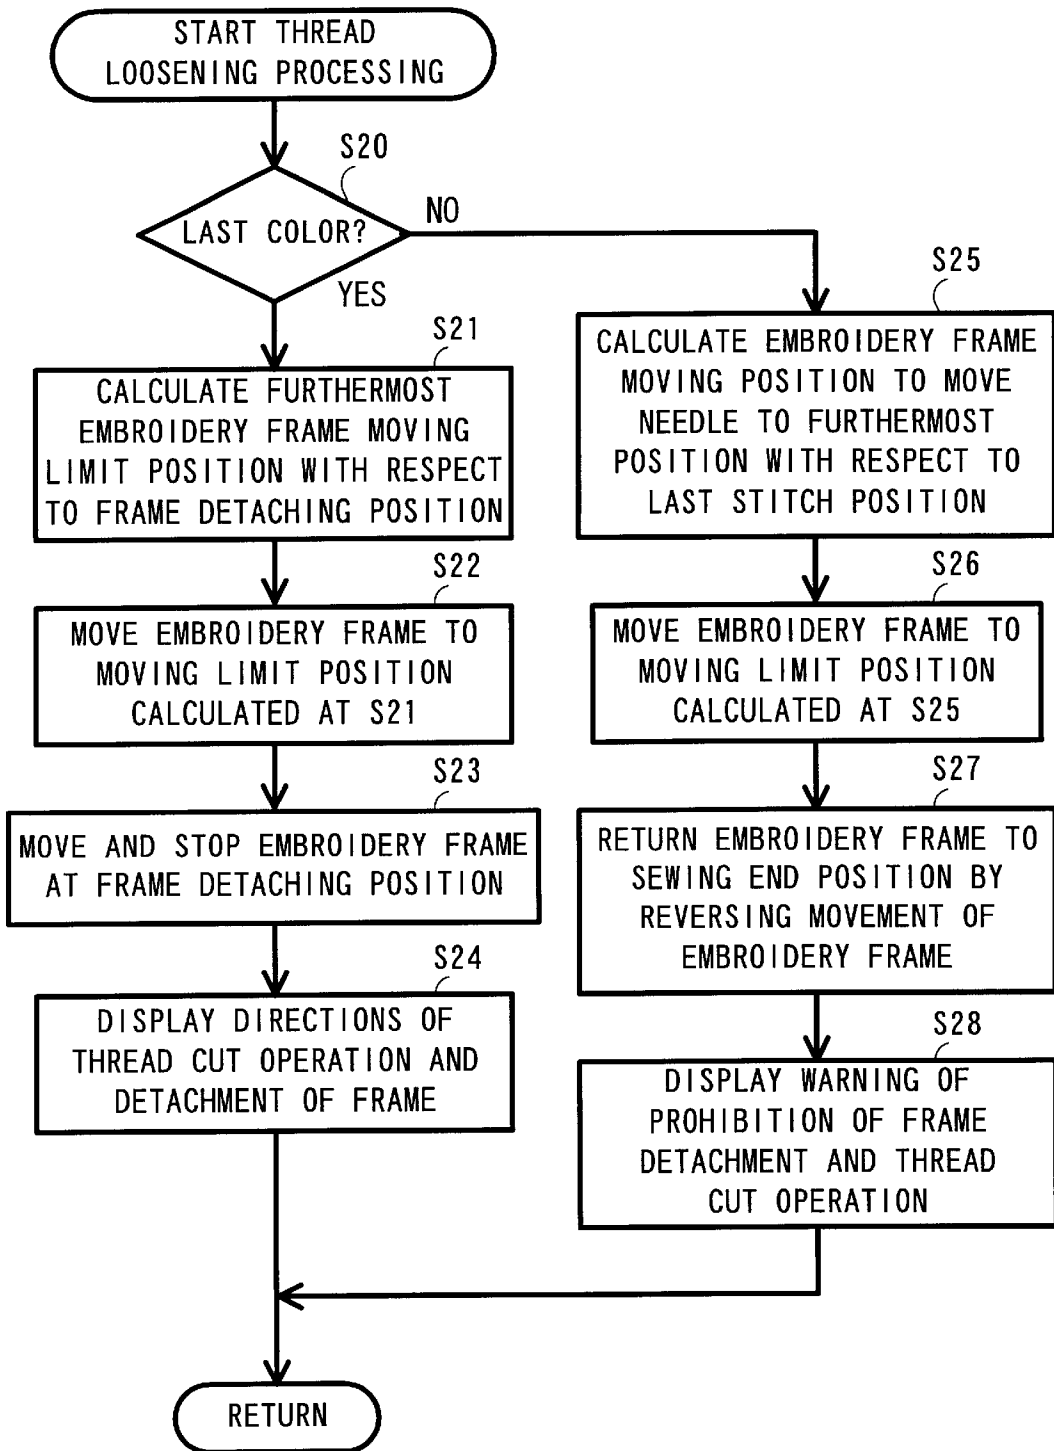 START THREAD
LOOSENING PROCESSING
S20
LAST COLOR?
NO
YES
S21
CALCULATE FURTHERMOST
EMBROIDERY FRAME MOVING
LIMIT POSITION WITH RESPECT
TO FRAME DETACHING POSITION
S22
MOVE EMBROIDERY FRAME TO
MOVING LIMIT POSITION
CALCULATED AT S21
S23
MOVE AND STOP EMBROIDERY FRAME
AT FRAME DETACHING POSITION
S24
DISPLAY DIRECTIONS OF
THREAD CUT OPERATION AND
DETACHMENT OF FRAME
S25
CALCULATE EMBROIDERY FRAME
MOVING POSITION TO MOVE
NEEDLE TO FURTHERMOST
POSITION WITH RESPECT TO
LAST STITCH POSITION
S26
MOVE EMBROIDERY FRAME TO
MOVING LIMIT POSITION
CALCULATED AT S25
S27
RETURN EMBROIDERY FRAME TO
SEWING END POSITION BY
REVERSING MOVEMENT OF
EMBROIDERY FRAME
S28
DISPLAY WARNING OF
PROHIBITION OF FRAME
DETACHMENT AND THREAD
CUT OPERATION
RETURN